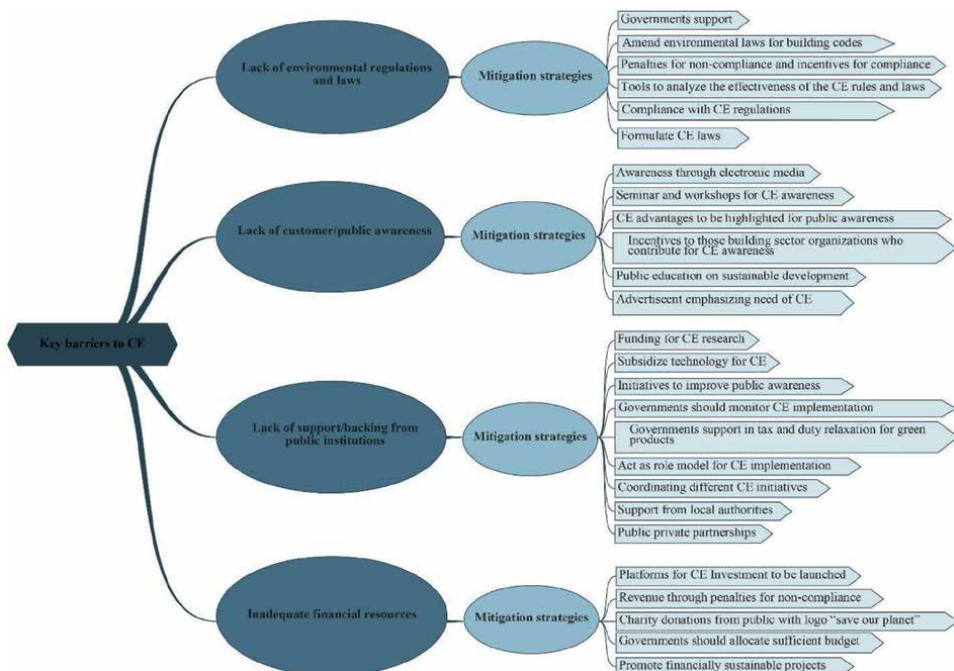 Key barriers to CE
Lack of environmental regulations
and laws
Mitigation strategies
Governments support
Amend environmental laws for building codes
Penalties for non-compliance and incentives for compliance
Tools to analyze the effectiveness of the CE rules and laws
Compliance with CE regulations
Formulate CE laws
Lack of customer/public awareness
Mitigation strategies
Awareness through electronic media
Seminar and workshops for CE awareness
CE advantages to be highlighted for public awareness
Incentives to those building sector organizations who
contribute for CE awareness
Public education on sustainable development
Advertiscent emphasizing need of CE
Lack of support/backing from
public institutions
Mitigation strategies
Funding for CE research
Subsidize technology for CE
Initiatives to improve public awareness
Governments should monitor CE implementation
Governments support in tax and duty relaxation for green
products
Act as role model for CE implementation
Coordinating different CE initiatives
Support from local authorities
Public private partnerships
Inadequate financial resources
Mitigation strategies
Platforms for CE Investment to be launched
Revenue through penalties for non-compliance
Charity donations from public with logo “save our planet”
Governments should allocate sufficient budget
Promote financially sustainable projects